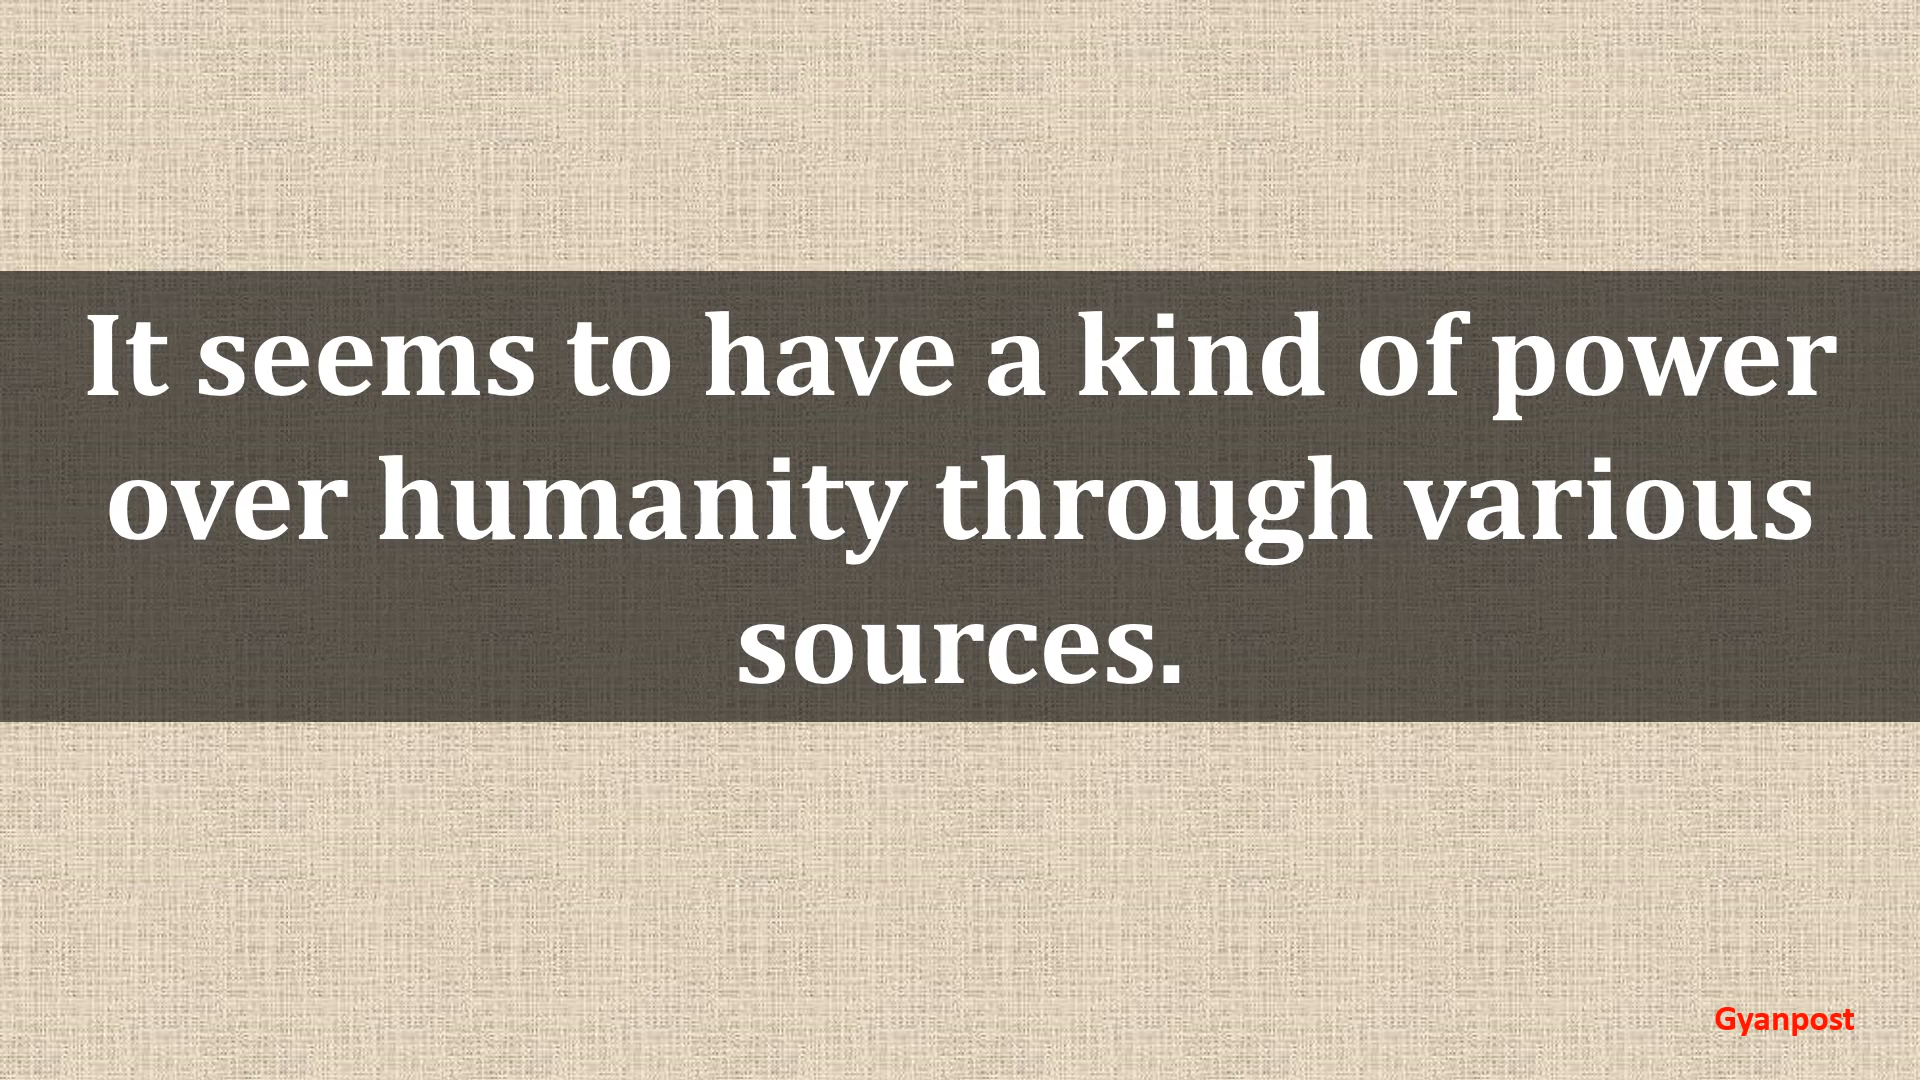 It seems to have a kind of power
over humanity through various
sources.
Gyanpost